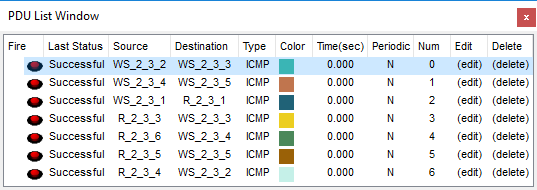 PDU List Window x
Fire Last Status Source Destination Type Color Time(sec) Periodic Num Edit Delete
Successful WS_2_3_2 WS_2_3_3 ICMP 0.000 N 0 (edit) (delete)
Successful WS_2_3_4 WS_2_3_5 ICMP 0.000 N 1 (edit) (delete)
Successful WS_2_3_1 R_2_3_1 ICMP 0.000 N 2 (edit) (delete)
Successful R_2_3_3 WS_2_3_3 ICMP 0.000 N 3 (edit) (delete)
Successful R_2_3_6 WS_2_3_4 ICMP 0.000 N 4 (edit) (delete)
Successful R_2_3_5 WS_2_3_5 ICMP 0.000 N 5 (edit) (delete)
Successful R_2_3_4 WS_2_3_2 ICMP 0.000 N 6 (edit) (delete)